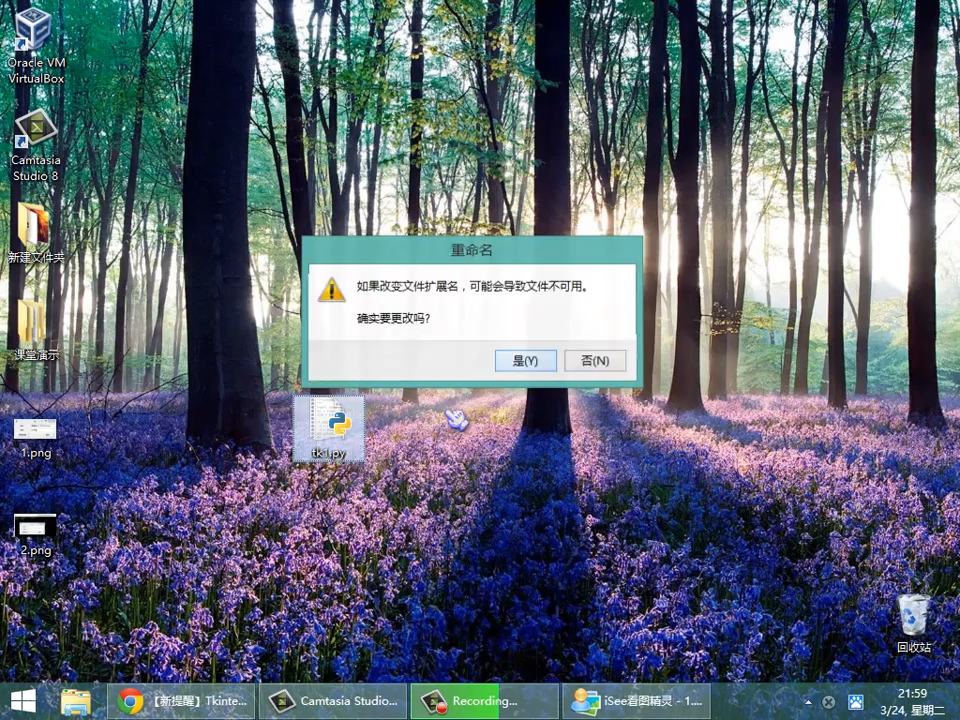 Oracle VM
VirtualBox
Camtasia
Studio 8
新建文件夹
课堂演示
1.png
2.png
重命名
如果改变文件扩展名，可能会导致文件不可用。
确实要更改吗?
是(Y)
否(N)
tk1.py
回收站
【新提醒】Tkinte...
Camtasia Studio...
Recording...
iSee看图精灵 - 1....
21:59
3/24, 星期二